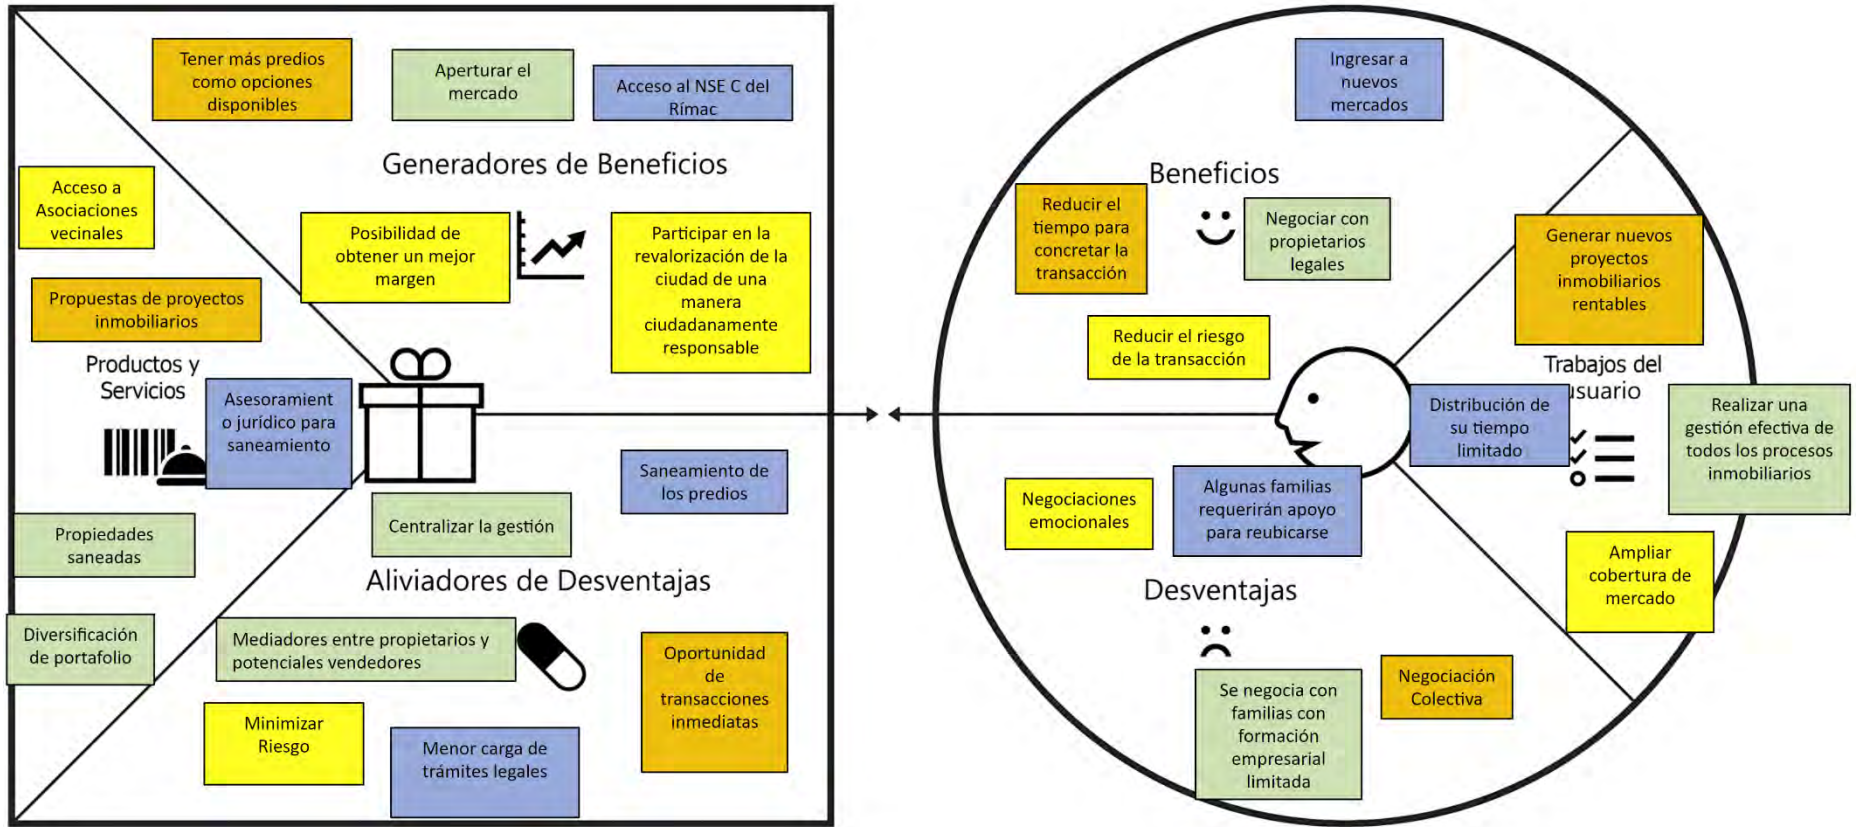 Tener más predios
como opciones
disponibles
Aperturar el
mercado
Acceso al NSE C del
Rímac
Generadores de Beneficios
Acceso a
Asociaciones
vecinales
Posibilidad de
obtener un mejor
margen
Participar en la
revalorización de la
ciudad de una
manera
ciudadanamente
responsable
Propuestas de proyectos
inmobiliarios
Productos y
Servicios
Asesoramient
o jurídico para
saneamiento
Saneamiento de
los predios
Centralizar la gestión
Propiedades
saneadas
Aliviadores de Desventajas
Diversificación
de portafolio
Mediadores entre propietarios y
potenciales vendedores
Oportunidad
de
transacciones
inmediatas
Minimizar
Riesgo
Menor carga de
trámites legales
Ingresar a
nuevos
mercados
Beneficios
Reducir el
tiempo para
concretar la
transacción
Negociar con
propietarios
legales
Generar nuevos
proyectos
inmobiliarios
rentables
Reducir el riesgo
de la transacción
Trabajos del
usuario
Distribución de
su tiempo
limitado
Realizar una
gestión efectiva de
todos los procesos
inmobiliarios
Negociaciones
emocionales
Algunas familias
requerirán apoyo
para reubicarse
Ampliar
cobertura de
mercado
Desventajas
Se negocia con
familias con
formación
empresarial
limitada
Negociación
Colectiva